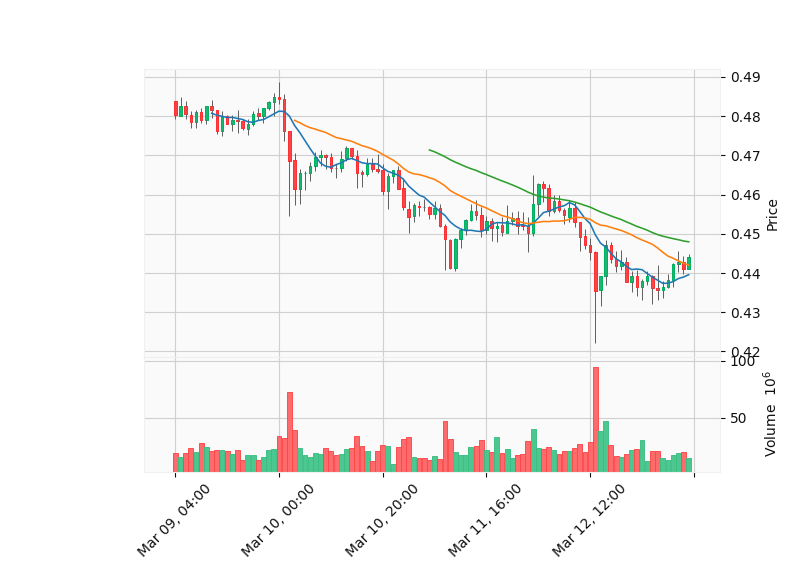 0.49
0.48
0.47
0.46
0.45
0.44
0.43
0.42
Price
100
50
Volume 10⁶
Mar 09, 04:00
Mar 10, 00:00
Mar 10, 20:00
Mar 11, 16:00
Mar 12, 12:00